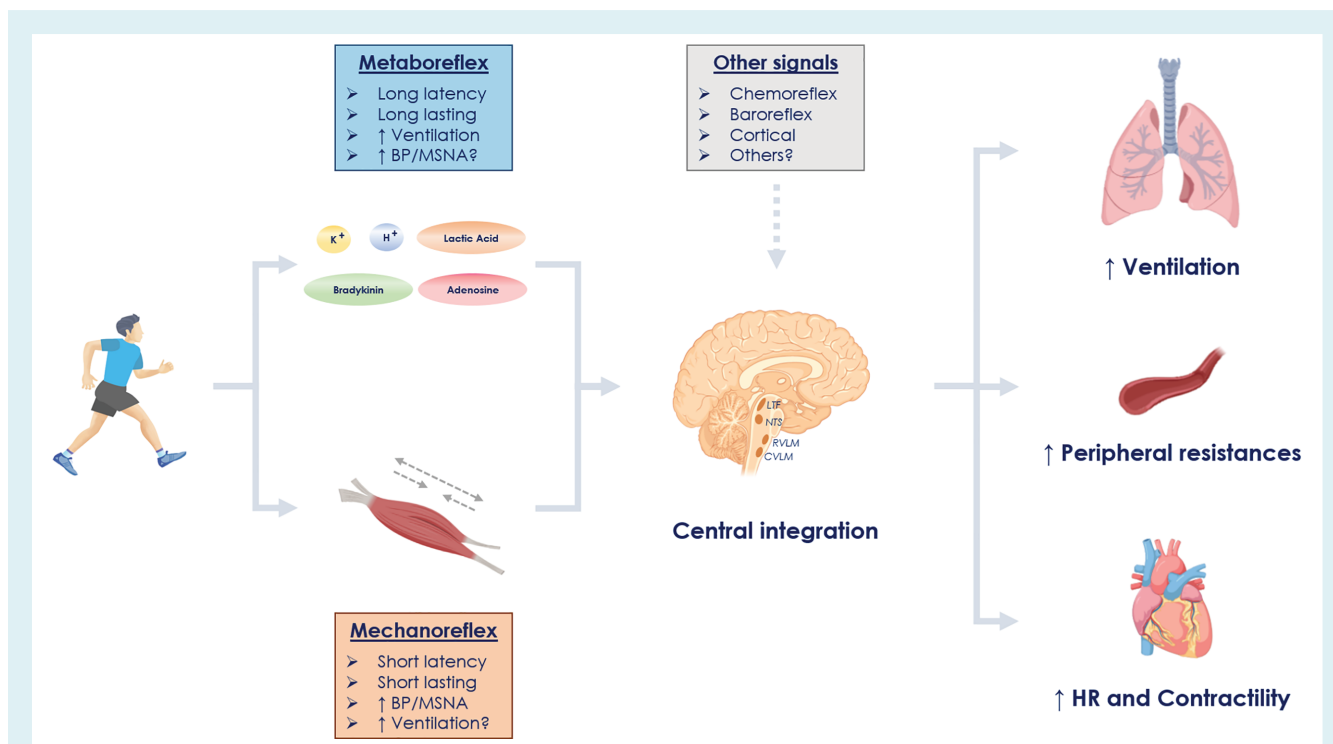 Metaboreflex
➢ Long latency
➢ Long lasting
➢ ↑ Ventilation
➢ ↑ BP/MSNA?
Other signals
➢ Chemoreflex
➢ Baroreflex
➢ Cortical
➢ Others?
K+
H+
Lactic Acid
Bradykinin
Adenosine
↑ Ventilation
LTF
NTS
RVLM
CVLM
Central integration
↑ Peripheral resistances
Mechanoreflex
➢ Short latency
➢ Short lasting
➢ ↑ BP/MSNA
➢ ↑ Ventilation?
↑ HR and Contractility